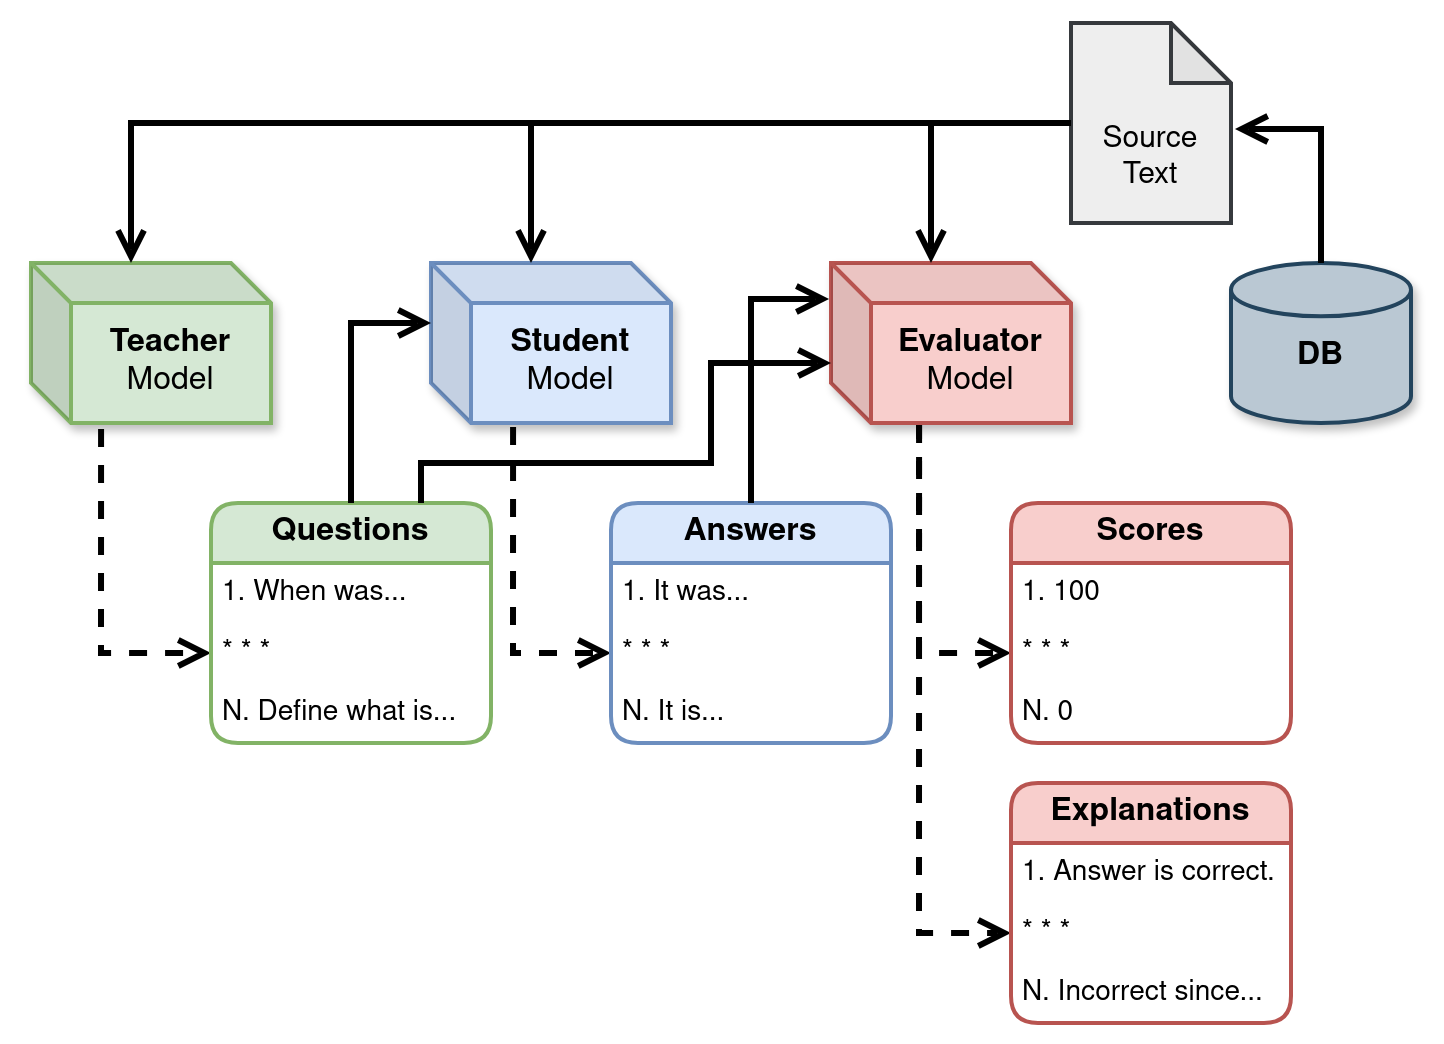 Source
Text
Teacher
Model
Student
Model
Evaluator
Model
DB
Questions
1. When was...
* * *
N. Define what is...
Answers
1. It was...
* * *
N. It is...
Scores
1. 100
* * *
N. 0
Explanations
1. Answer is correct.
* * *
N. Incorrect since...